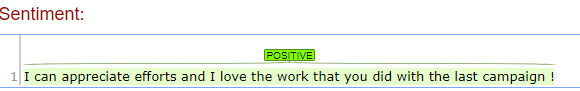 Sentiment:
POSITIVE
1 I can appreciate efforts and I love the work that you did with the last campaign !